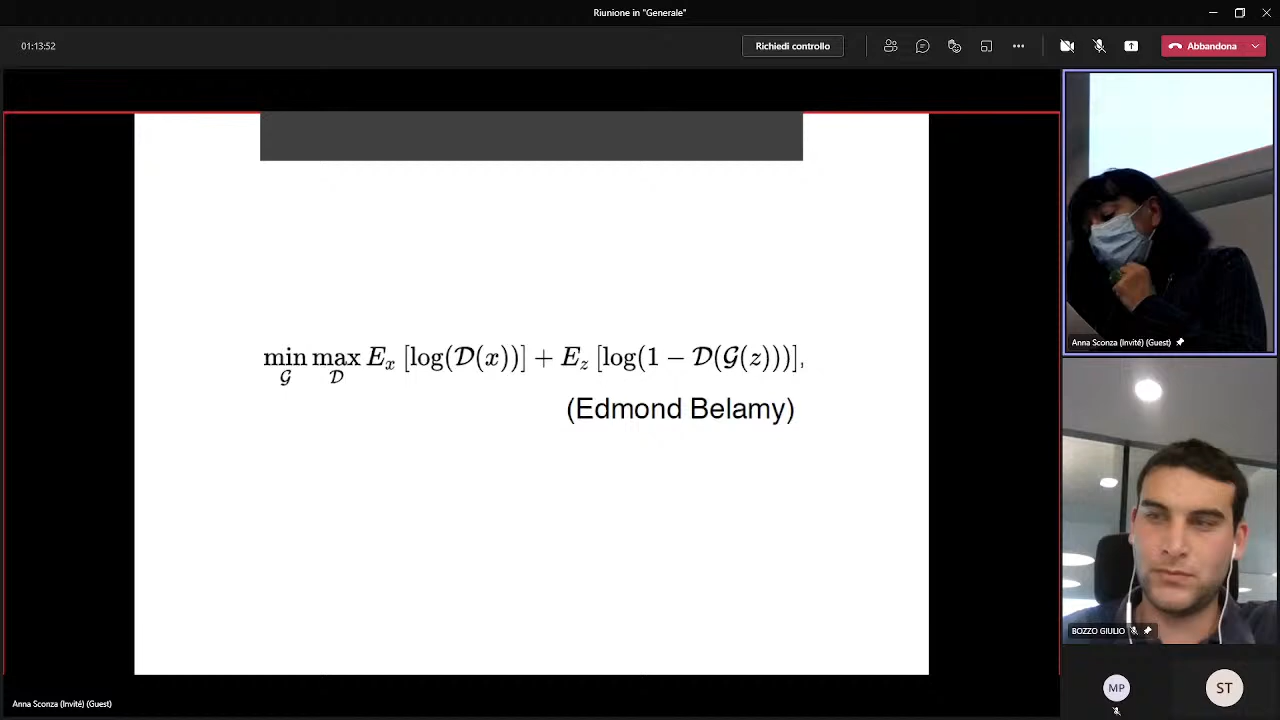 Riunione in "Generale"
01:13:52
Richiedi controllo
Abbandona
min max E_x [log(𝒟(x))] + E_z [log(1 − 𝒟(𝒢(z)))],
𝒢 𝒟
(Edmond Belamy)
Anna Sconza (Invité) (Guest)
BOZZO GIULIO
MP
ST
Anna Sconza (Invité) (Guest)